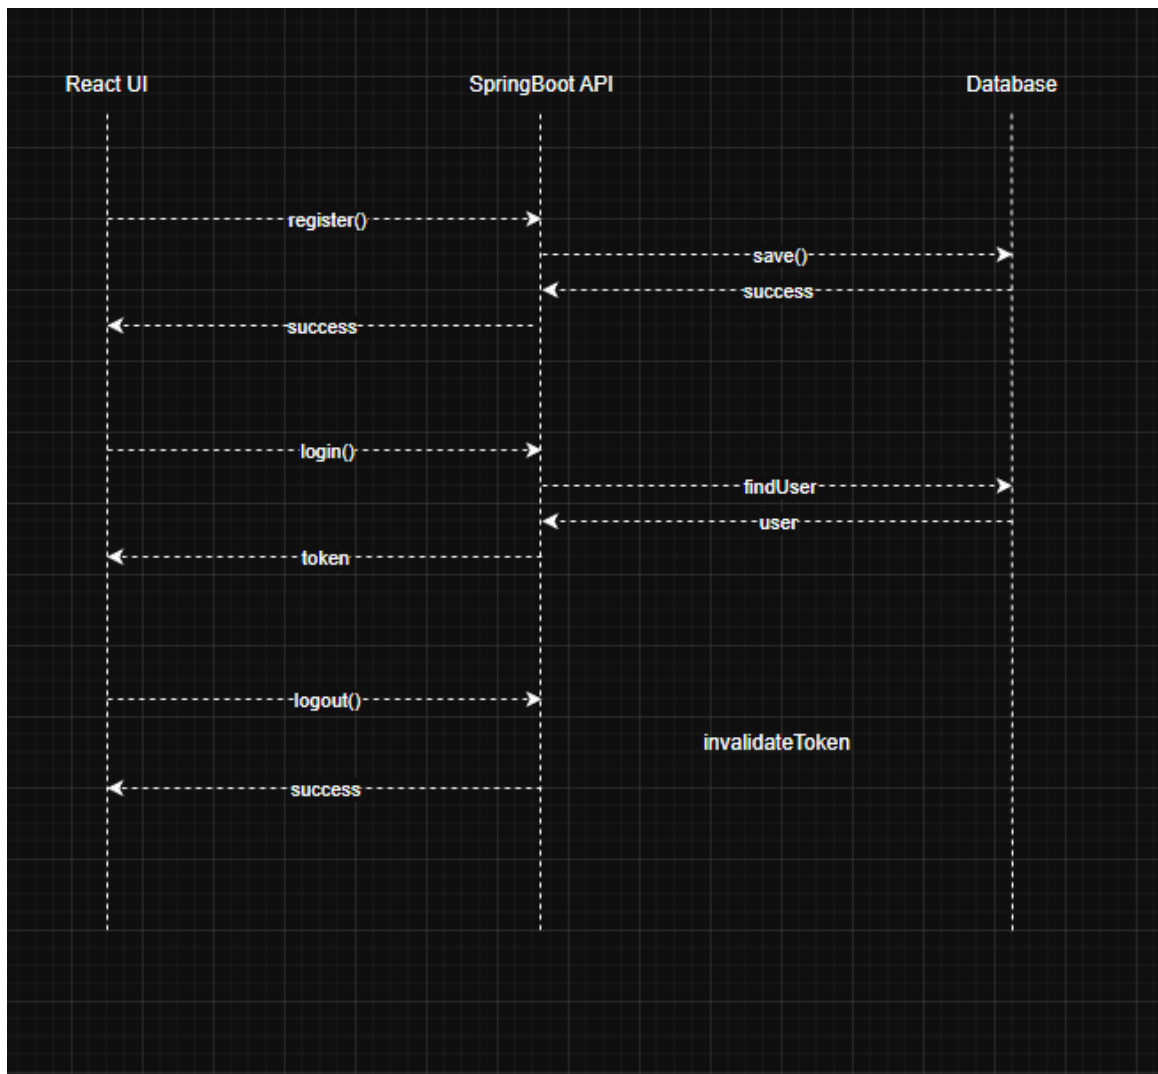 React UI
SpringBoot API
Database
register()
save()
success
success
login()
findUser
user
token
logout()
invalidateToken
success